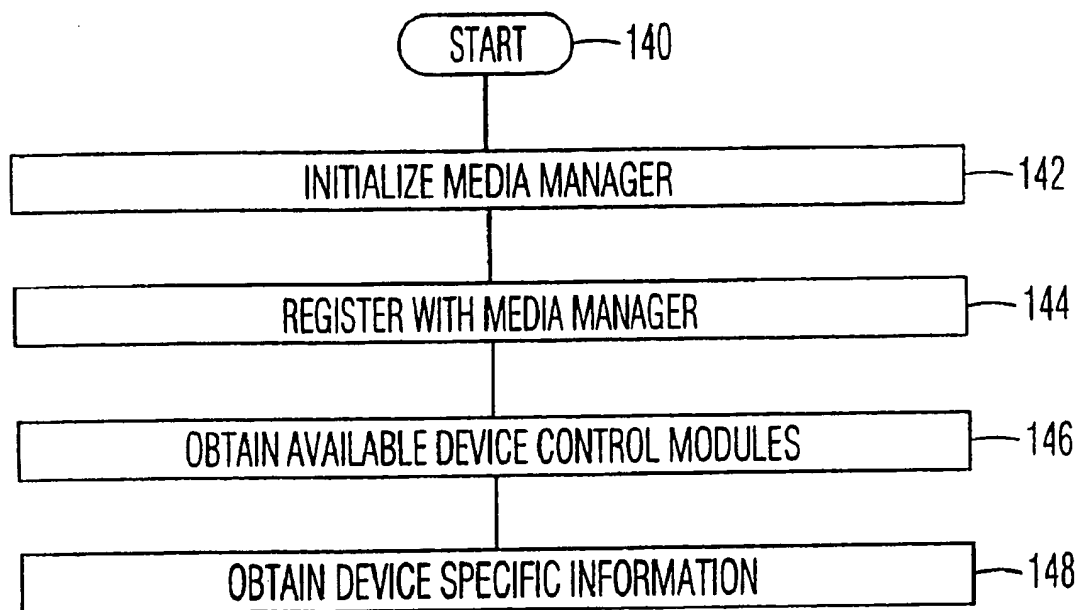 START 140
INITIALIZE MEDIA MANAGER 142
REGISTER WITH MEDIA MANAGER 144
OBTAIN AVAILABLE DEVICE CONTROL MODULES 146
OBTAIN DEVICE SPECIFIC INFORMATION 148